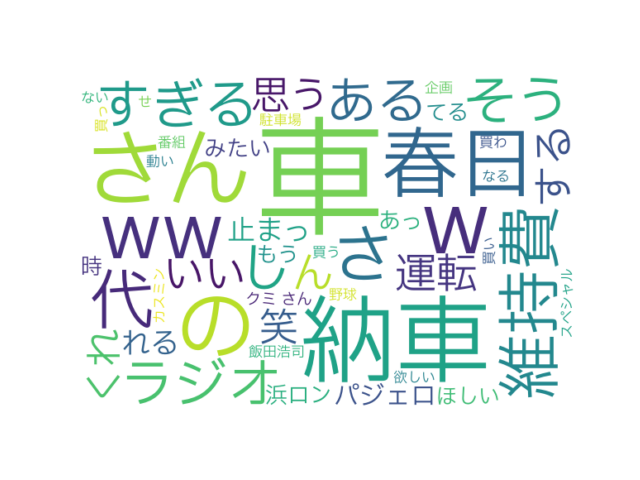 ない
買っ
せ
すぎる
思う
ある
企画
てる
そう
駐車場
さん
車
春日
する
番組
動い
みたい
買わ
なる
ww
w
止まっ
あっ
さ
維持費
時
代
いい
し
もう
ん
買う
運転
買い
カスミン
の
クミ さん
野球
納車
スペシャル
くれ
れる
笑
飯田浩司
ラジオ
浜ロン
パジェロ
欲しい
ほしい